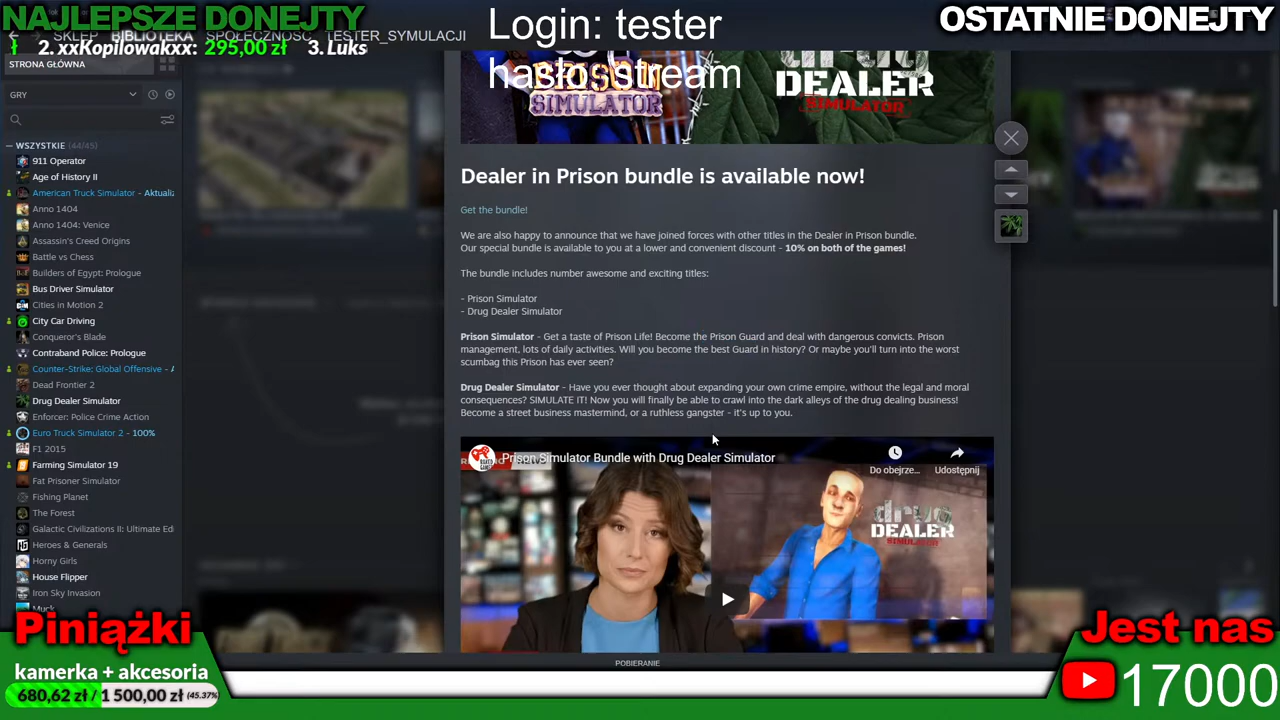 NAJLEPSZE DONEJTY
Login: tester
hasło: stream
OSTATNIE DONEJTY
SKLEP BIBLIOTEKA SPOŁECZNOŚĆ TESTER_SYMULACJI
2. xxKopilowakxx: 295,00 zł 3. Luks
STRONA GŁÓWNA
GRY
WSZYSTKIE (44/45)
911 Operator
Age of History II
American Truck Simulator - Aktualiz
Anno 1404
Anno 1404: Venice
Assassin's Creed Origins
Battle vs Chess
Builders of Egypt: Prologue
Bus Driver Simulator
Cities in Motion 2
City Car Driving
Conqueror's Blade
Contraband Police: Prologue
Counter-Strike: Global Offensive - A
Dead Frontier 2
Drug Dealer Simulator
Enforcer: Police Crime Action
Euro Truck Simulator 2 - 100%
F1 2015
Farming Simulator 19
Fat Prisoner Simulator
Fishing Planet
The Forest
Galactic Civilizations II: Ultimate Edi
Heroes & Generals
Horny Girls
House Flipper
Iron Sky Invasion
Muck
PRISON
SIMULATOR
drug
DEALER
SIMULATOR
Dealer in Prison bundle is available now!
Get the bundle!
We are also happy to announce that we have joined forces with other titles in the Dealer in Prison bundle.
Our special bundle is available to you at a lower and convenient discount - 10% on both of the games!
The bundle includes number awesome and exciting titles:
- Prison Simulator
- Drug Dealer Simulator
Prison Simulator - Get a taste of Prison Life! Become the Prison Guard and deal with dangerous convicts. Prison
management, lots of daily activities. Will you become the best Guard in history? Or maybe you'll turn into the worst
scumbag this Prison has ever seen?
Drug Dealer Simulator - Have you ever thought about expanding your own crime empire, without the legal and moral
consequences? SIMULATE IT! Now you will finally be able to crawl into the dark alleys of the drug dealing business!
Become a street business mastermind, or a ruthless gangster - it's up to you.
Prison Simulator Bundle with Drug Dealer Simulator
Do obejrze... Udostępnij
drug
DEALER
SIMULATOR
POBIERANIE
Piniążki
kamerka + akcesoria
680,62 zł / 1 500,00 zł (45.37%)
Jest nas
17000